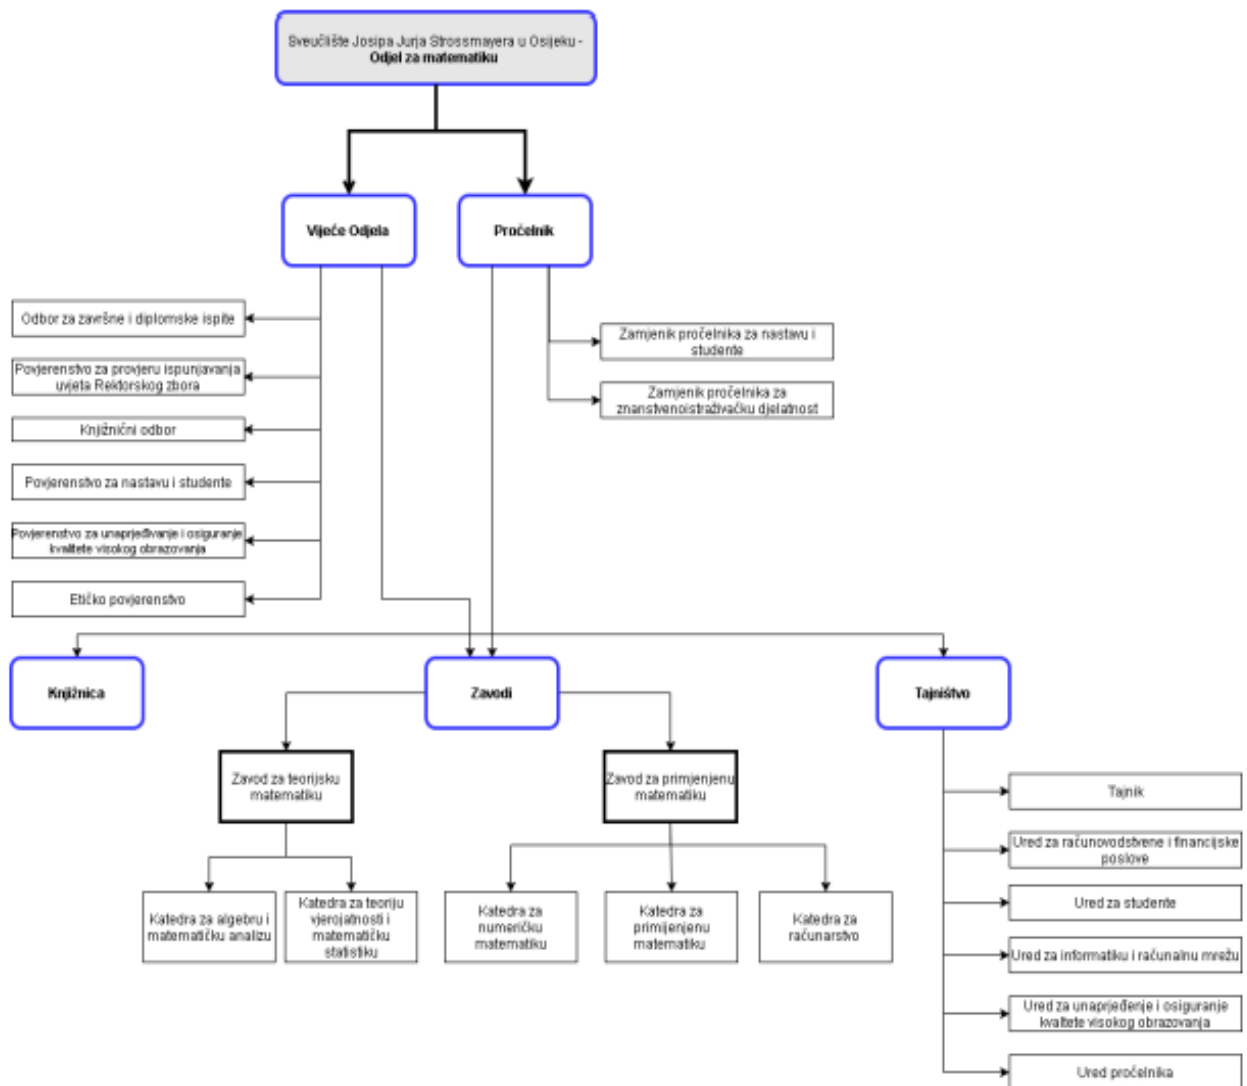 Sveučilište Josipa Jurja Strossmayera u Osijeku -
Odjel za matematiku
Vijeće Odjela
Pročelnik
Odbor za završne i diplomske ispite
Povjerenstvo za provjeru ispunjavanja
uvjeta Rektorskog zbora
Knjižnični odbor
Povjerenstvo za nastavu i studente
Povjerenstvo za unaprjeđivanje i osiguranje
kvalitete visokog obrazovanja
Etičko povjerenstvo
Zamjenik pročelnika za nastavu i
studente
Zamjenik pročelnika za
znanstvenoistraživačku djelatnost
Knjižnica
Zavodi
Tajništvo
Zavod za teorijsku
matematiku
Zavod za primjenjenu
matematiku
Katedra za algebru i
matematičku analizu
Katedra za teoriju
vjerojatnosti i
matematičku
statistiku
Katedra za
numeričku
matematiku
Katedra za
primijenjenu
matematiku
Katedra za
računarstvo
Tajnik
Ured za računovodstvene i financijske
poslove
Ured za studente
Ured za informatiku i računalnu mrežu
Ured za unaprjeđenje i osiguranje
kvaltete visokog obrazovanja
Ured pročelnika